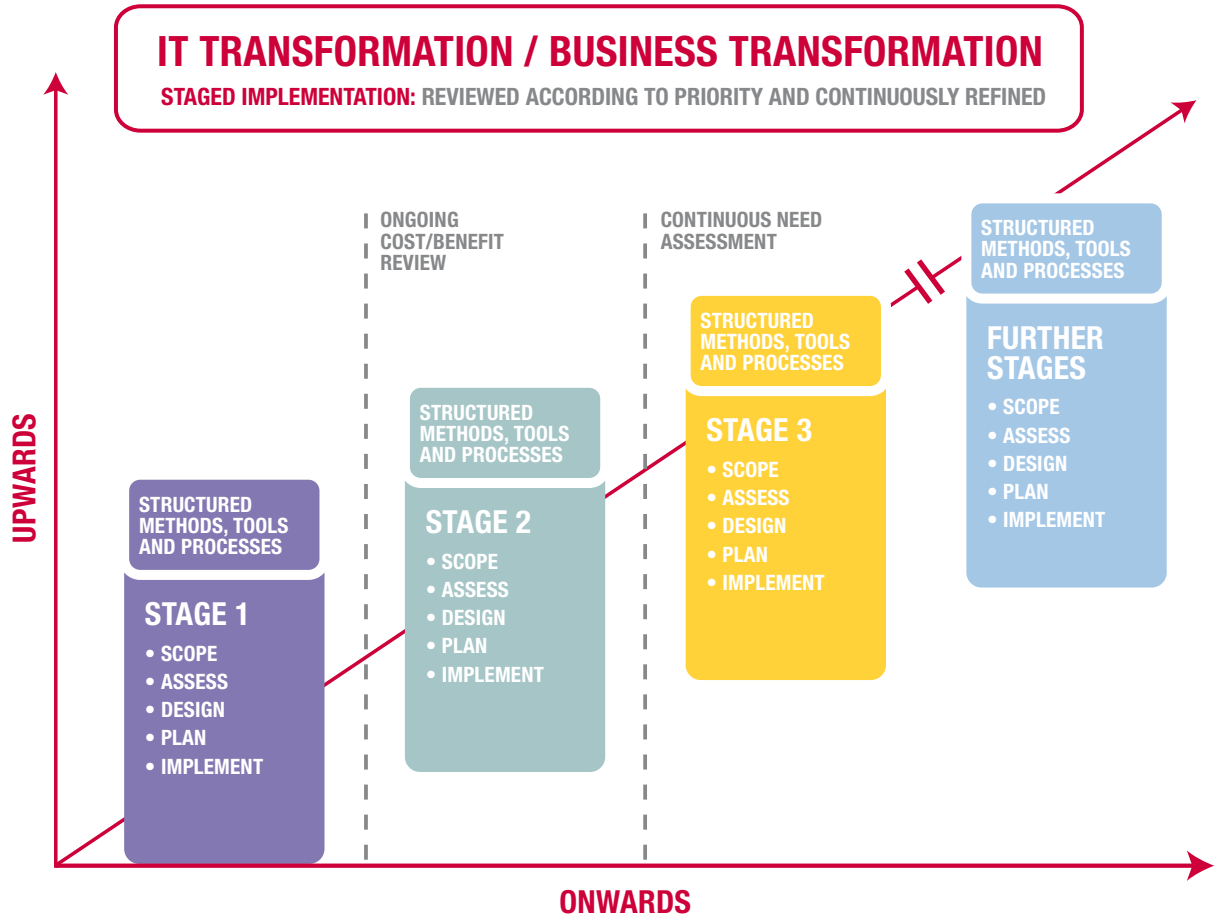 IT TRANSFORMATION / BUSINESS TRANSFORMATION
STAGED IMPLEMENTATION: REVIEWED ACCORDING TO PRIORITY AND CONTINUOUSLY REFINED
UPWARDS
STRUCTURED
METHODS, TOOLS
AND PROCESSES
STAGE 1
• SCOPE
• ASSESS
• DESIGN
• PLAN
• IMPLEMENT
ONGOING
COST/BENEFIT
REVIEW
STRUCTURED
METHODS, TOOLS
AND PROCESSES
STAGE 2
• SCOPE
• ASSESS
• DESIGN
• PLAN
• IMPLEMENT
CONTINUOUS NEED
ASSESSMENT
STRUCTURED
METHODS, TOOLS
AND PROCESSES
STAGE 3
• SCOPE
• ASSESS
• DESIGN
• PLAN
• IMPLEMENT
STRUCTURED
METHODS, TOOLS
AND PROCESSES
FURTHER
STAGES
• SCOPE
• ASSESS
• DESIGN
• PLAN
• IMPLEMENT
ONWARDS